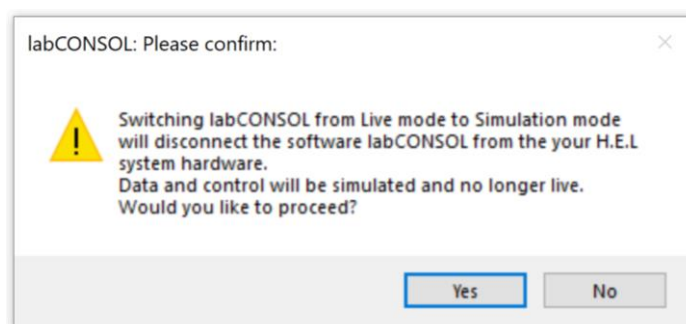 labCONSOL: Please confirm:
Switching labCONSOL from Live mode to Simulation mode
will disconnect the software labCONSOL from the your H.E.L
system hardware.
Data and control will be simulated and no longer live.
Would you like to proceed?
Yes No